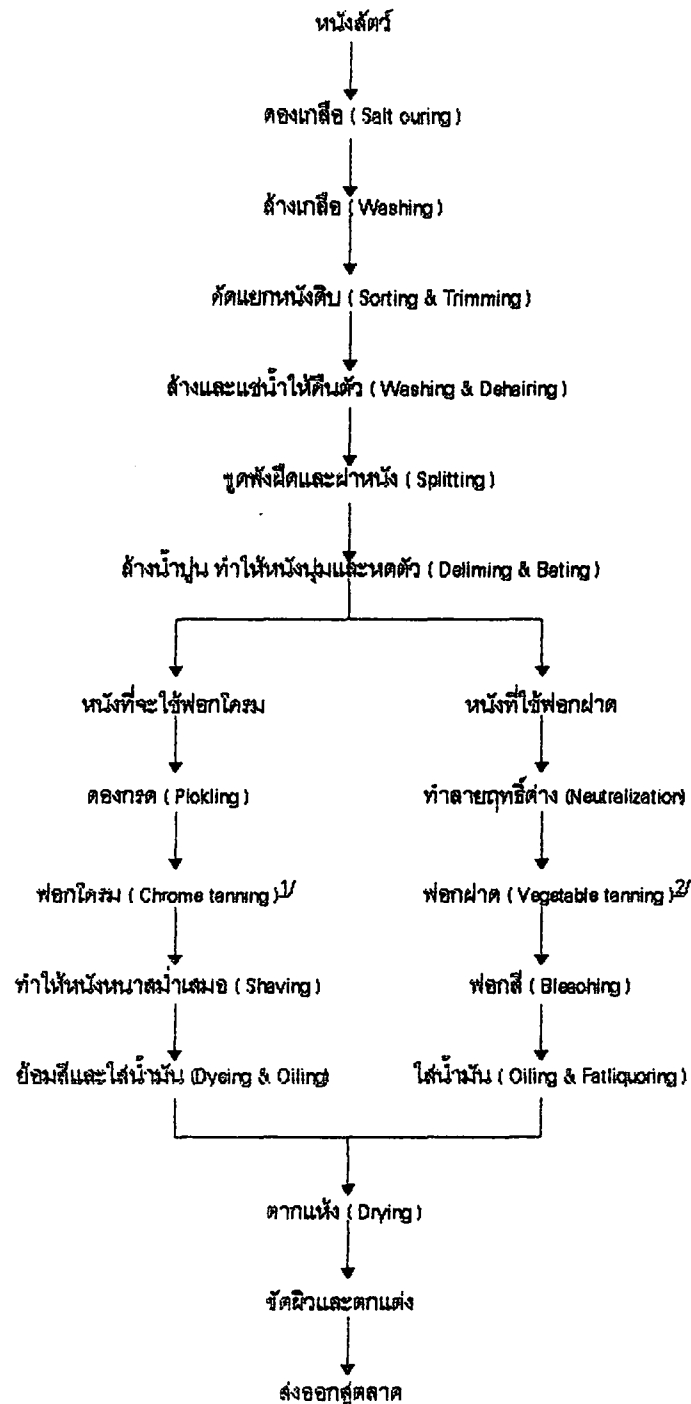 หนังสัตว์
ดองเกลือ ( Salt curing )
ล้างเกลือ ( Washing )
คัดแยกหนังดิบ ( Sorting & Trimming )
ล้างและแช่น้ำให้คืนตัว ( Washing & Dehairing )
ขูดพังผืดและผ่าหนัง ( Splitting )
ล้างน้ำปูน ทำให้หนังนุ่มและหดตัว ( Deliming & Bating )
หนังที่จะใช้ฟอกโครม
หนังที่ใช้ฟอกฝาด
ดองกรด ( Pickling )
ทำลายฤทธิ์ด่าง (Neutralization)
ฟอกโครม ( Chrome tanning )1/
ฟอกฝาด ( Vegetable tanning )2/
ทำให้หนังหนาสม่ำเสมอ ( Shaving )
ฟอกสี ( Bleaching )
ย้อมสีและใส่น้ำมัน (Dyeing & Oiling)
ใส่น้ำมัน ( Oiling & Fatliquoring )
ตากแห้ง ( Drying )
ขัดผิวและตกแต่ง
ส่งออกสู่ตลาด